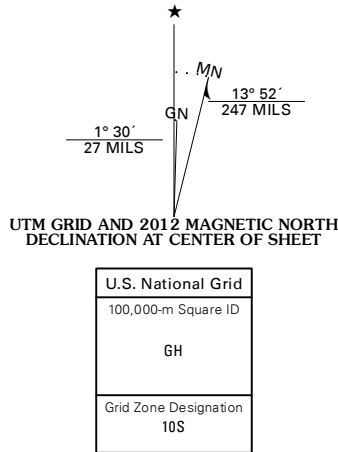 MN
GN
13° 52´
247 MILS
1° 30´
27 MILS
UTM GRID AND 2012 MAGNETIC NORTH
DECLINATION AT CENTER OF SHEET
U.S. National Grid
100,000-m Square ID
GH
Grid Zone Designation
10S